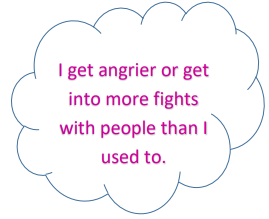 I get angrier or get
into more fights
with people than I
used to.